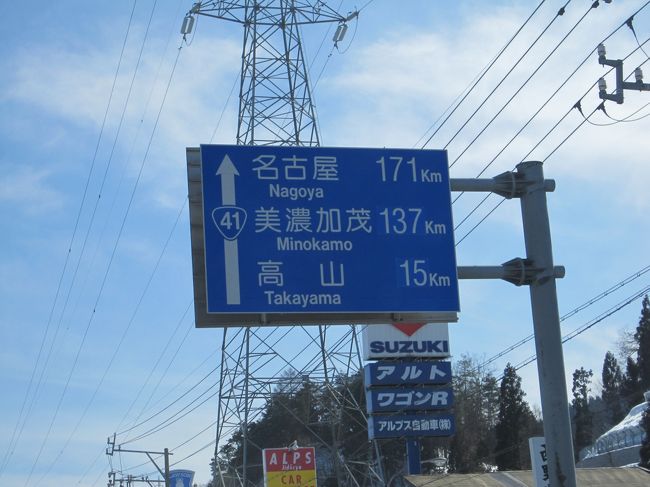 名古屋 171Km
Nagoya
41
美濃加茂 137Km
Minokamo
高山 15Km
Takayama
SUZUKI
アルト
ワゴンR
アルプス自動車(株)
ALPS
Jidōsya
CAR